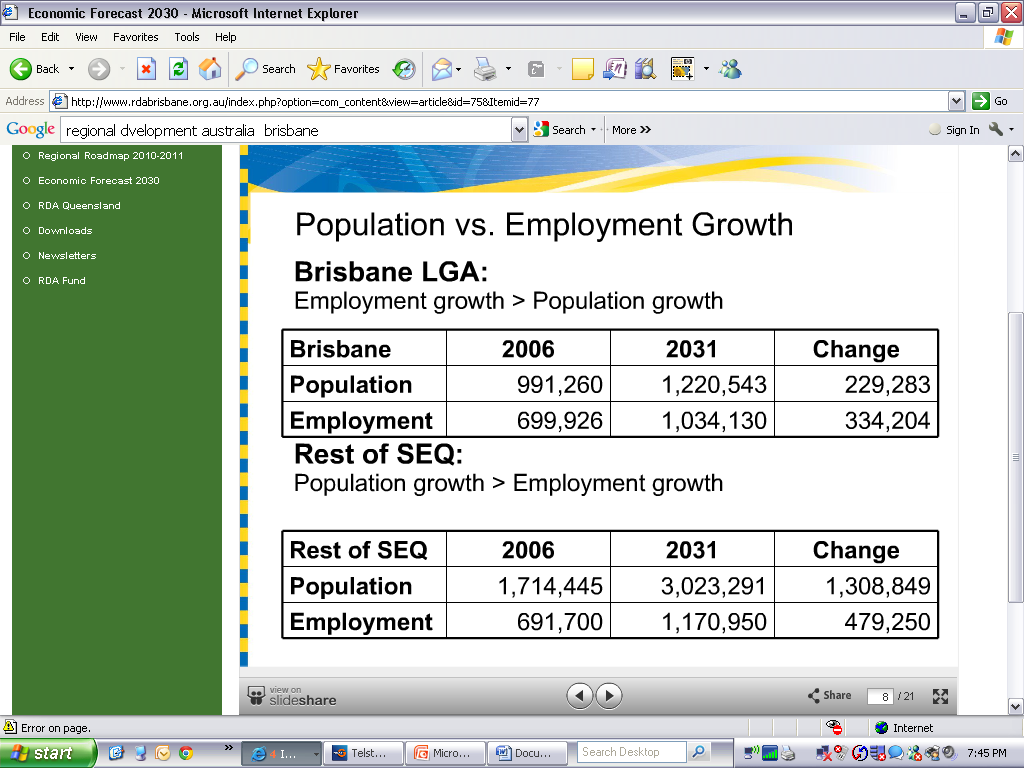 Economic Forecast 2030 - Microsoft Internet Explorer
File Edit View Favorites Tools Help
Back Search Favorites
Address http://www.rdabrisbane.org.au/index.php?option=com_content&view=article&id=75&Itemid=77 Go
Google regional dvelopment australia brisbane Search More >> Sign In
Regional Roadmap 2010-2011
Economic Forecast 2030
RDA Queensland
Downloads
Newsletters
RDA Fund
Population vs. Employment Growth
Brisbane LGA:
Employment growth > Population growth
Brisbane 2006 2031 Change
Population 991,260 1,220,543 229,283
Employment 699,926 1,034,130 334,204
Rest of SEQ:
Population growth > Employment growth
Rest of SEQ 2006 2031 Change
Population 1,714,445 3,023,291 1,308,849
Employment 691,700 1,170,950 479,250
view on
slideshare
Share 8 / 21
Error on page. Internet
start >> 4 I... Telst... Micro... Docu... Search Desktop 7:45 PM